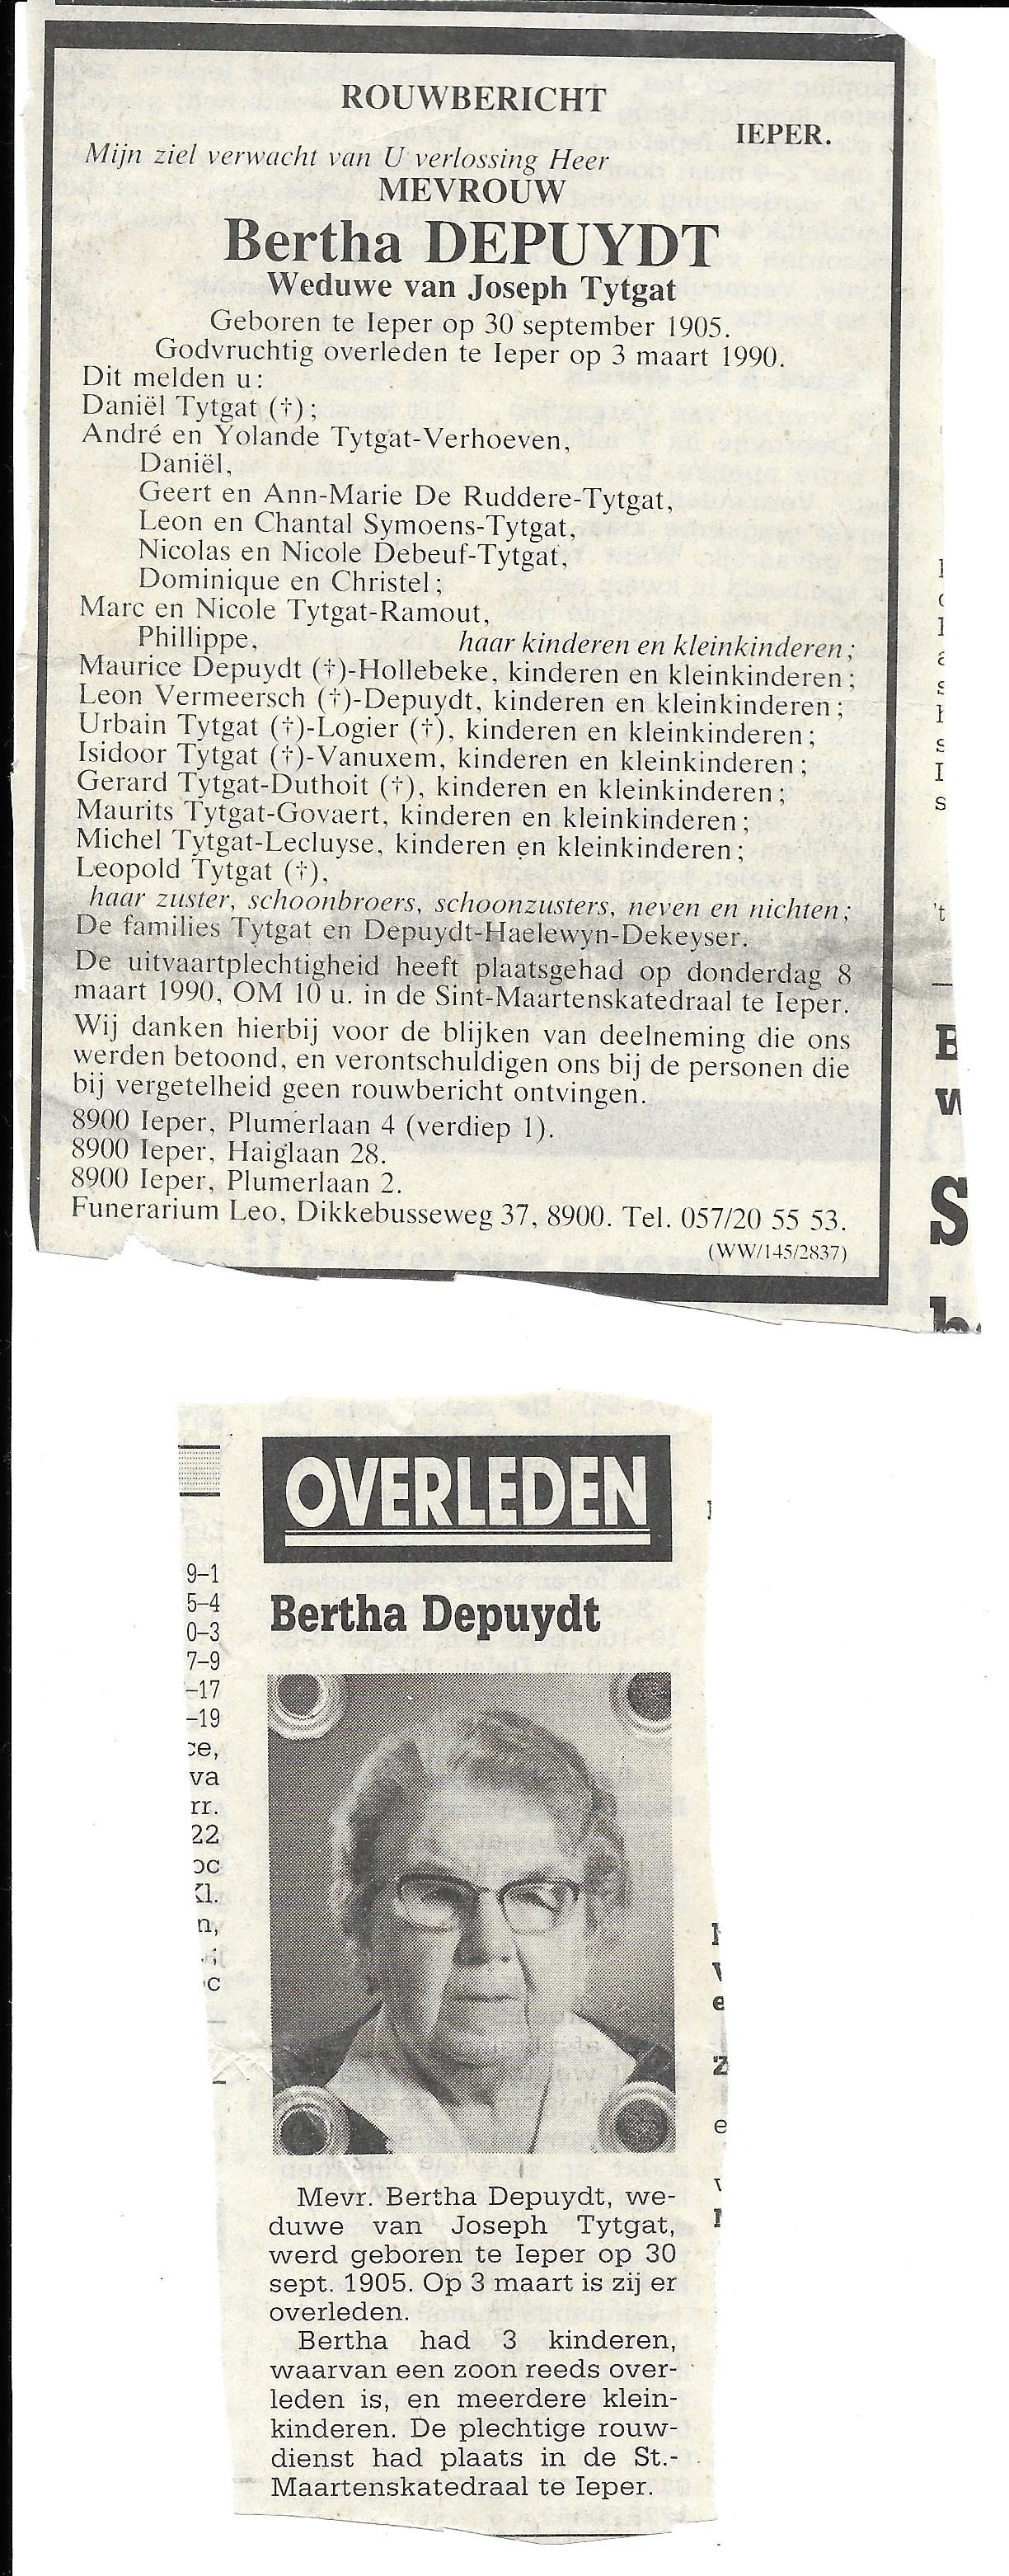 ROUWBERICHT
IEPER.
Mijn ziel verwacht van U verlossing Heer
MEVROUW
Bertha DEPUYDT
Weduwe van Joseph Tytgat
Geboren te Ieper op 30 september 1905.
Godvruchtig overleden te Ieper op 3 maart 1990.
Dit melden u:
Daniël Tytgat (†);
André en Yolande Tytgat-Verhoeven,
Daniël,
Geert en Ann-Marie De Ruddere-Tytgat,
Leon en Chantal Symoens-Tytgat,
Nicolas en Nicole Debeuf-Tytgat,
Dominique en Christel;
Marc en Nicole Tytgat-Ramout,
Phillippe, haar kinderen en kleinkinderen;
Maurice Depuydt (†)-Hollebeke, kinderen en kleinkinderen;
Leon Vermeersch (†)-Depuydt, kinderen en kleinkinderen;
Urbain Tytgat (†)-Logier (†), kinderen en kleinkinderen;
Isidoor Tytgat (†)-Vanuxem, kinderen en kleinkinderen;
Gerard Tytgat-Duthoit (†), kinderen en kleinkinderen;
Maurits Tytgat-Govaert, kinderen en kleinkinderen;
Michel Tytgat-Lecluyse, kinderen en kleinkinderen;
Leopold Tytgat (†),
haar zuster, schoonbroers, schoonzusters, neven en nichten;
De families Tytgat en Depuydt-Haelewyn-Dekeyser.
De uitvaartplechtigheid heeft plaatsgehad op donderdag 8
maart 1990, OM 10 u. in de Sint-Maartenskatedraal te Ieper.
Wij danken hierbij voor de blijken van deelneming die ons
werden betoond, en verontschuldigen ons bij de personen die
bij vergetelheid geen rouwbericht ontvingen.
8900 Ieper, Plumerlaan 4 (verdiep 1).
8900 Ieper, Haiglaan 28.
8900 Ieper, Plumerlaan 2.
Funerarium Leo, Dikkebusseweg 37, 8900. Tel. 057/20 55 53.
(WW/145/2837)
OVERLEDEN
Bertha Depuydt
9–1
5–4
0–3
7–9
–17
–19
va
rr.
22
n,
Mevr. Bertha Depuydt, we-
duwe van Joseph Tytgat,
werd geboren te Ieper op 30
sept. 1905. Op 3 maart is zij er
overleden.
Bertha had 3 kinderen,
waarvan een zoon reeds over-
leden is, en meerdere klein-
kinderen. De plechtige rouw-
dienst had plaats in de St.-
Maartenskatedraal te Ieper.